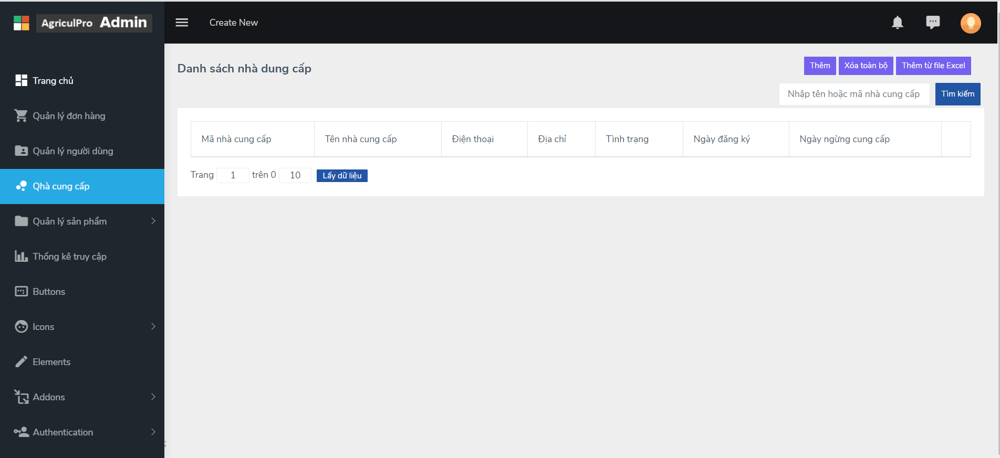 AgriculPro Admin
Create New
Trang chủ
Quản lý đơn hàng
Quản lý người dùng
Qhà cung cấp
Quản lý sản phẩm
Thống kê truy cập
Buttons
Icons
Elements
Addons
Authentication
Danh sách nhà dung cấp
Thêm
Xóa toàn bộ
Thêm từ file Excel
Nhập tên hoặc mã nhà cung cấp
Tìm kiếm
Mã nhà cung cấp
Tên nhà cung cấp
Điện thoại
Địa chỉ
Tình trạng
Ngày đăng ký
Ngày ngừng cung cấp
Trang 1 trên 0 10 Lấy dữ liệu
;